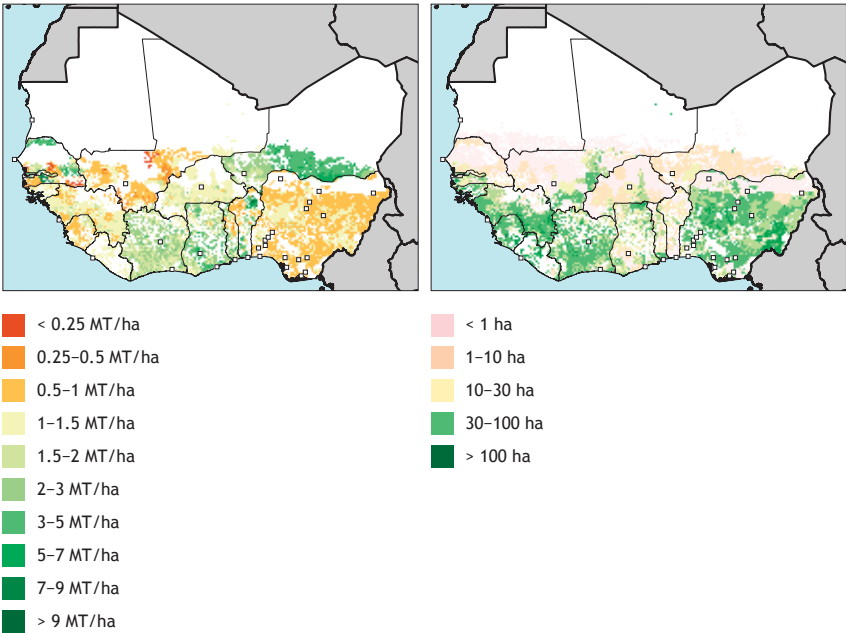 < 0.25 MT/ha
0.25–0.5 MT/ha
0.5–1 MT/ha
1–1.5 MT/ha
1.5–2 MT/ha
2–3 MT/ha
3–5 MT/ha
5–7 MT/ha
7–9 MT/ha
> 9 MT/ha
< 1 ha
1–10 ha
10–30 ha
30–100 ha
> 100 ha